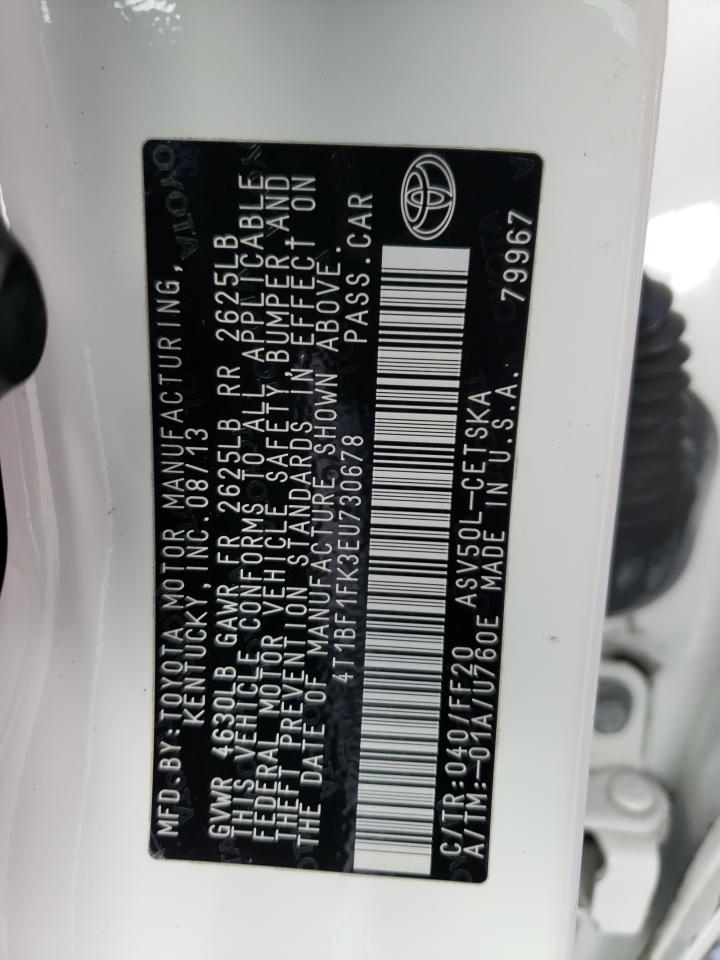 MFD.BY:TOYOTA MOTOR MANUFACTURING,
KENTUCKY, INC. 08/13
GVWR 4630LB GAWR FR 2625LB RR 2625LB
THIS VEHICLE CONFORMS TO ALL APPLICABLE
FEDERAL MOTOR VEHICLE SAFETY, BUMPER AND
THEFT PREVENTION STANDARDS IN EFFECT ON
THE DATE OF MANUFACTURE SHOWN ABOVE.
4T1BF1FK3EU730678 PASS.CAR
C/TR:040/FF20 ASV50L-CETSKA
A/TM:-01A/U760E MADE IN U.S.A. 79967